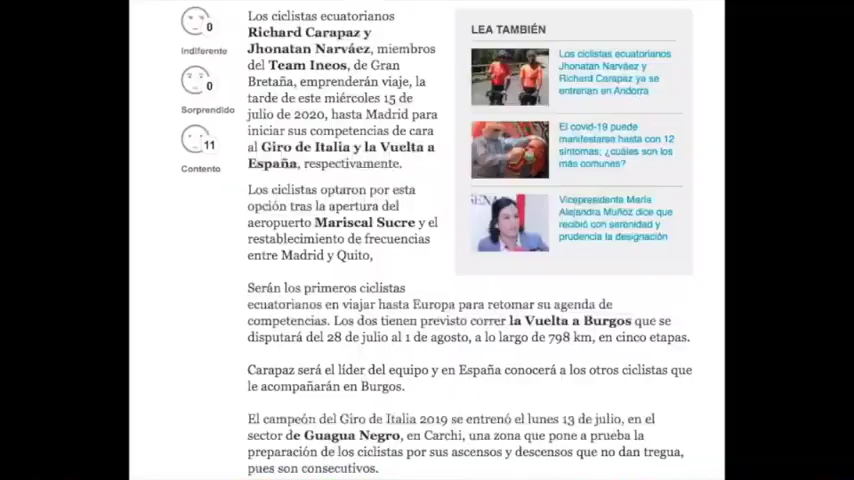 0
Indiferente
0
Sorprendido
11
Contento
Los ciclistas ecuatorianos
Richard Carapaz y
Jhonatan Narváez, miembros
del Team Ineos, de Gran
Bretaña, emprenderán viaje, la
tarde de este miércoles 15 de
julio de 2020, hasta Madrid para
iniciar sus competencias de cara
al Giro de Italia y la Vuelta a
España, respectivamente.
Los ciclistas optaron por esta
opción tras la apertura del
aeropuerto Mariscal Sucre y el
restablecimiento de frecuencias
entre Madrid y Quito,
LEA TAMBIÉN
Los ciclistas ecuatorianos
Jhonatan Narváez y
Richard Carapaz ya se
entrenan en Andorra
El covid-19 puede
manifestarse hasta con 12
síntomas; ¿cuáles son los
más comunes?
Vicepresidenta María
Alejandra Muñoz dice que
recibió con serenidad y
prudencia la designación
Serán los primeros ciclistas
ecuatorianos en viajar hasta Europa para retomar su agenda de
competencias. Los dos tienen previsto correr la Vuelta a Burgos que se
disputará del 28 de julio al 1 de agosto, a lo largo de 798 km, en cinco etapas.
Carapaz será el líder del equipo y en España conocerá a los otros ciclistas que
le acompañarán en Burgos.
El campeón del Giro de Italia 2019 se entrenó el lunes 13 de julio, en el
sector de Guagua Negro, en Carchi, una zona que pone a prueba la
preparación de los ciclistas por sus ascensos y descensos que no dan tregua,
pues son consecutivos.